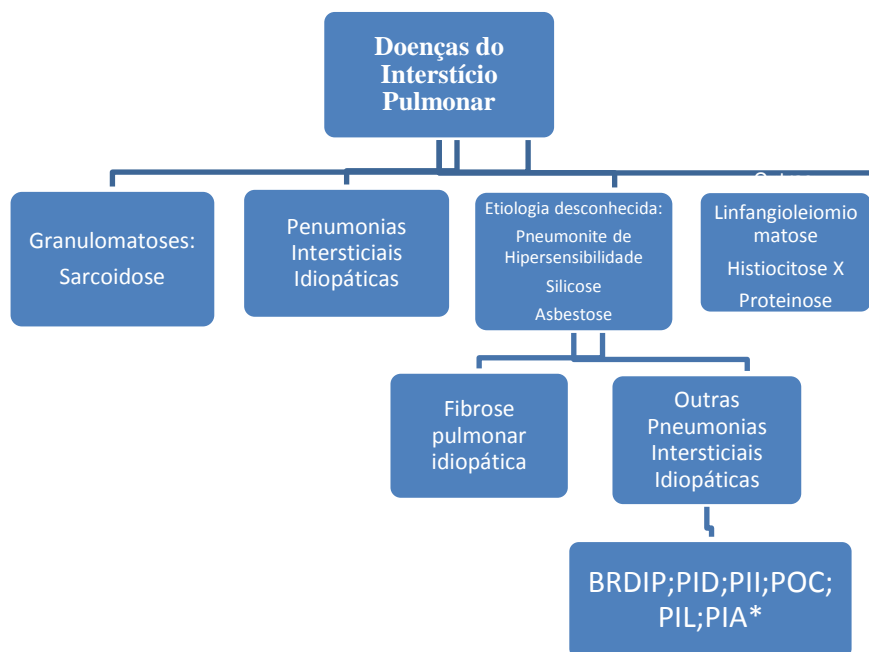 Doenças do
Interstício
Pulmonar
Granulomatoses:
Sarcoidose
Penumonias
Intersticiais
Idiopáticas
Etiologia desconhecida:
Pneumonite de
Hipersensibilidade
Silicose
Asbestose
Linfangioleiomio
matose
Histiocitose X
Proteinose
Fibrose
pulmonar
idiopática
Outras
Pneumonias
Intersticiais
Idiopáticas
BRDIP;PID;PII;POC;
PIL;PIA*